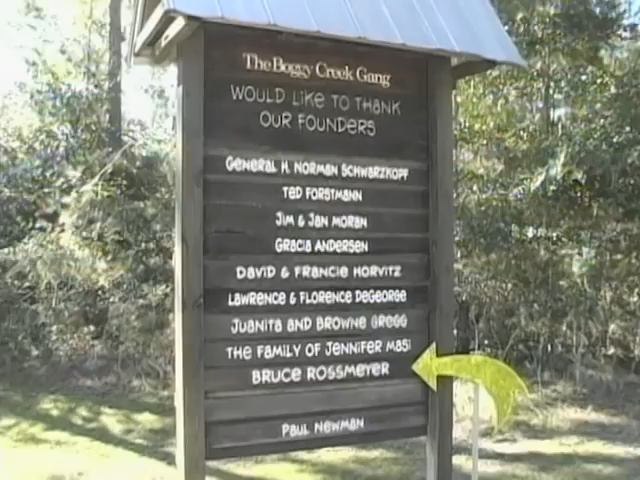 The Boggy Creek Gang
WOULD LIKE TO THANK
OUR FOUNDERS
GENERAL H. NORMAN SCHWARZKOPF
TED FORSTMANN
JIM & JAN MORAN
GRACIA ANDERSEN
DAVID & FRANCIE HORVITZ
LAWRENCE & FLORENCE DEGEORGE
JUANITA AND BROWNE GREGG
THE FAMILY OF JENNIFER MASI
BRUCE ROSSMEYER
PAUL NEWMAN